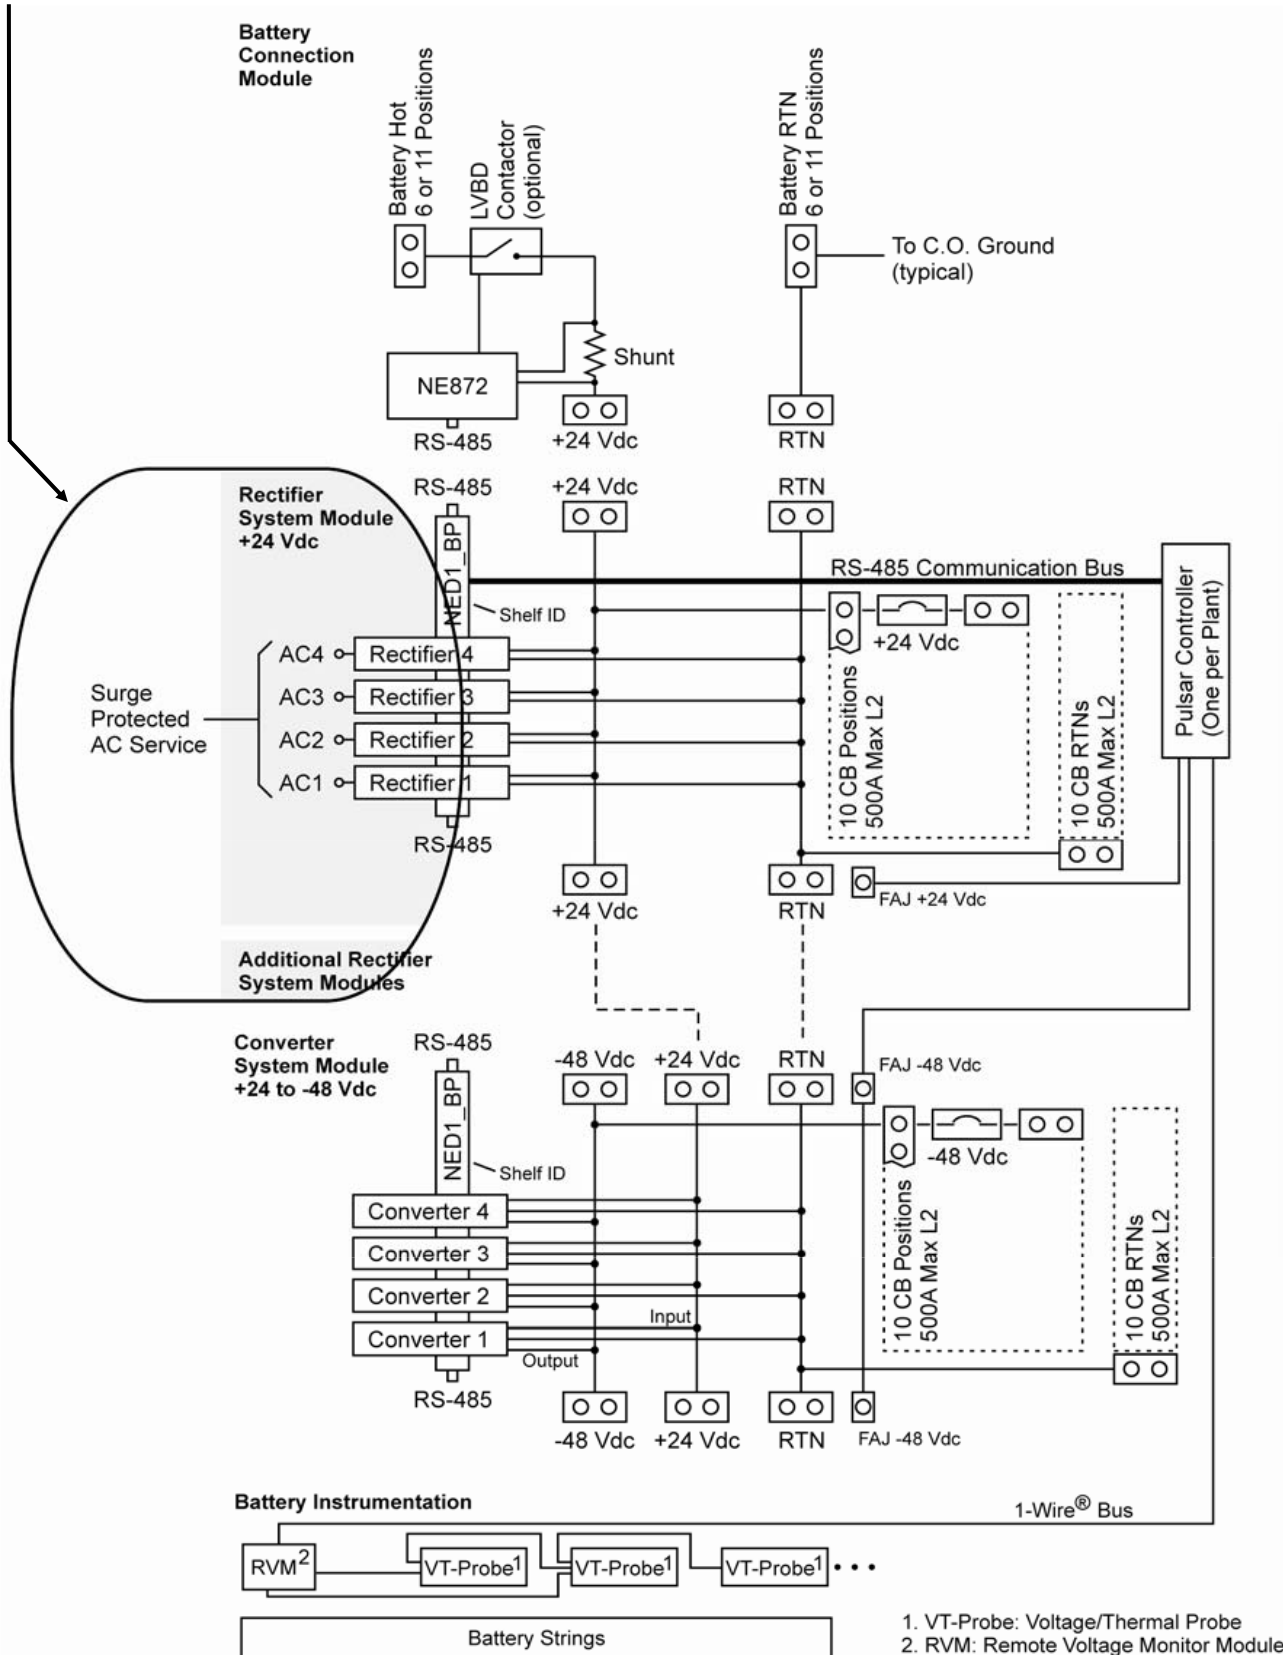 Battery
Connection
Module
Battery Hot
6 or 11 Positions
LVBD
Contactor
(optional)
Battery RTN
6 or 11 Positions
To C.O. Ground
(typical)
Shunt
NE872
RS-485
+24 Vdc
RTN
RS-485
+24 Vdc
RTN
Rectifier
System Module
+24 Vdc
NED1_BP
RS-485 Communication Bus
Shelf ID
+24 Vdc
Pulsar Controller
(One per Plant)
10 CB Positions
500A Max L2
10 CB RTNs
500A Max L2
Surge
Protected
AC Service
AC4
Rectifier 4
AC3
Rectifier 3
AC2
Rectifier 2
AC1
Rectifier 1
RS-485
+24 Vdc
RTN
FAJ +24 Vdc
Additional Rectifier
System Modules
Converter
System Module
+24 to -48 Vdc
RS-485
-48 Vdc
+24 Vdc
RTN
FAJ -48 Vdc
NED1_BP
Shelf ID
-48 Vdc
10 CB Positions
500A Max L2
10 CB RTNs
500A Max L2
Converter 4
Converter 3
Converter 2
Converter 1
Input
Output
RS-485
-48 Vdc
+24 Vdc
RTN
FAJ -48 Vdc
Battery Instrumentation
1-Wire® Bus
RVM2
VT-Probe1
VT-Probe1
VT-Probe1
• • •
Battery Strings
1. VT-Probe: Voltage/Thermal Probe
2. RVM: Remote Voltage Monitor Module